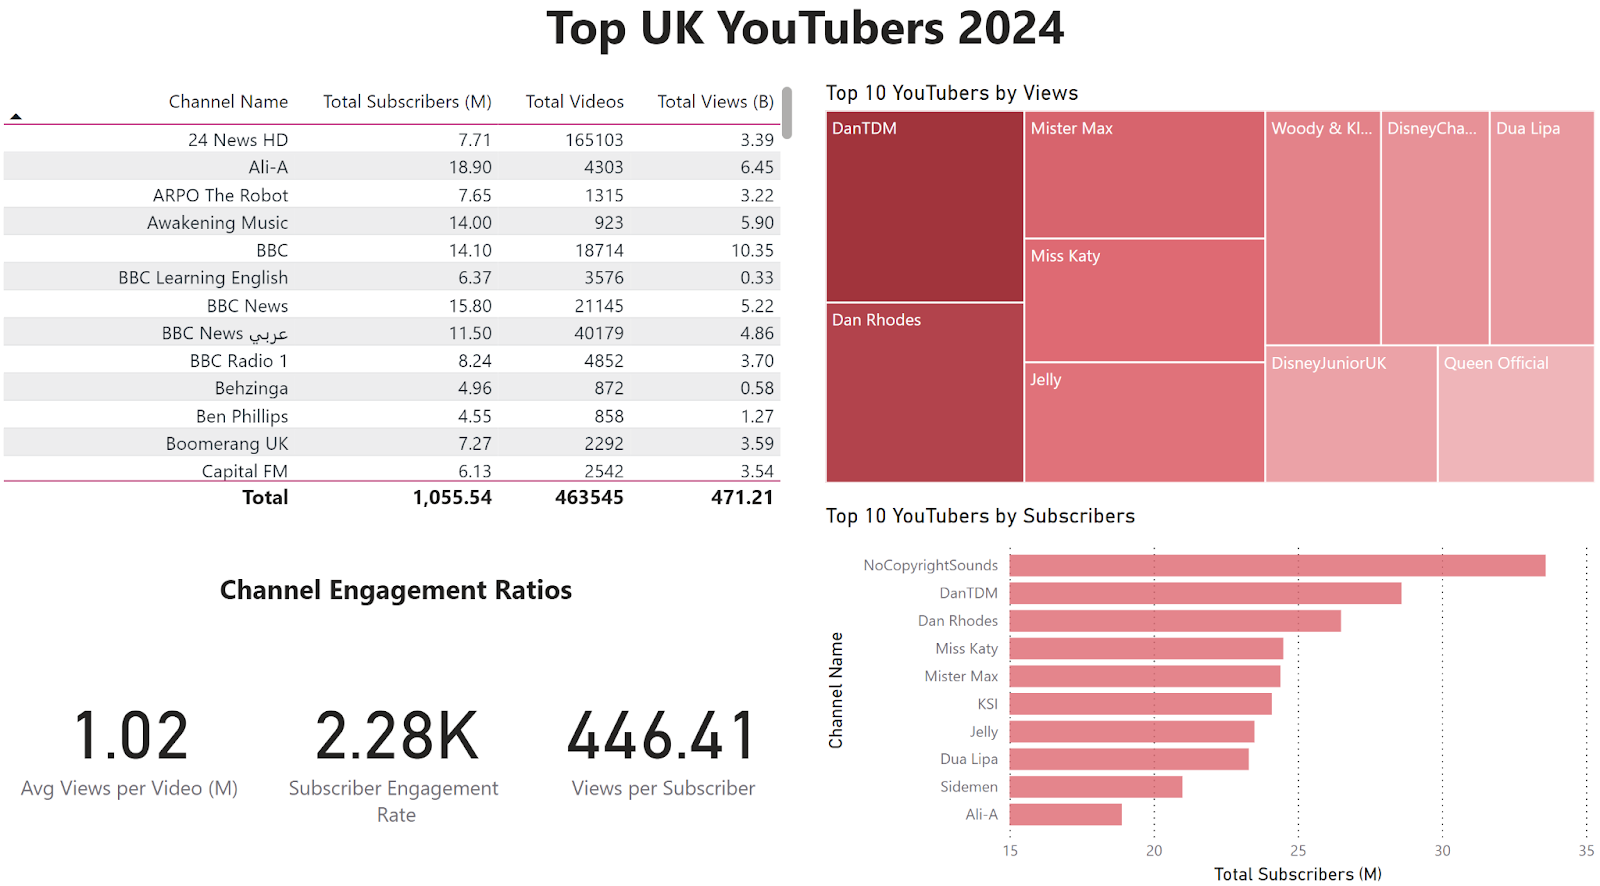 Top UK YouTubers 2024
Channel Name Total Subscribers (M) Total Videos Total Views (B)
24 News HD 7.71 165103 3.39
Ali-A 18.90 4303 6.45
ARPO The Robot 7.65 1315 3.22
Awakening Music 14.00 923 5.90
BBC 14.10 18714 10.35
BBC Learning English 6.37 3576 0.33
BBC News 15.80 21145 5.22
BBC News عربي 11.50 40179 4.86
BBC Radio 1 8.24 4852 3.70
Behzinga 4.96 872 0.58
Ben Phillips 4.55 858 1.27
Boomerang UK 7.27 2292 3.59
Capital FM 6.13 2542 3.54
Total 1,055.54 463545 471.21
Channel Engagement Ratios
1.02
Avg Views per Video (M)
2.28K
Subscriber Engagement
Rate
446.41
Views per Subscriber
Top 10 YouTubers by Views
DanTDM
Dan Rhodes
Mister Max
Miss Katy
Jelly
Woody & Kl...
DisneyCha...
Dua Lipa
DisneyJuniorUK
Queen Official
Top 10 YouTubers by Subscribers
Channel Name
NoCopyrightSounds
DanTDM
Dan Rhodes
Miss Katy
Mister Max
KSI
Jelly
Dua Lipa
Sidemen
Ali-A
15 20 25 30 35
Total Subscribers (M)